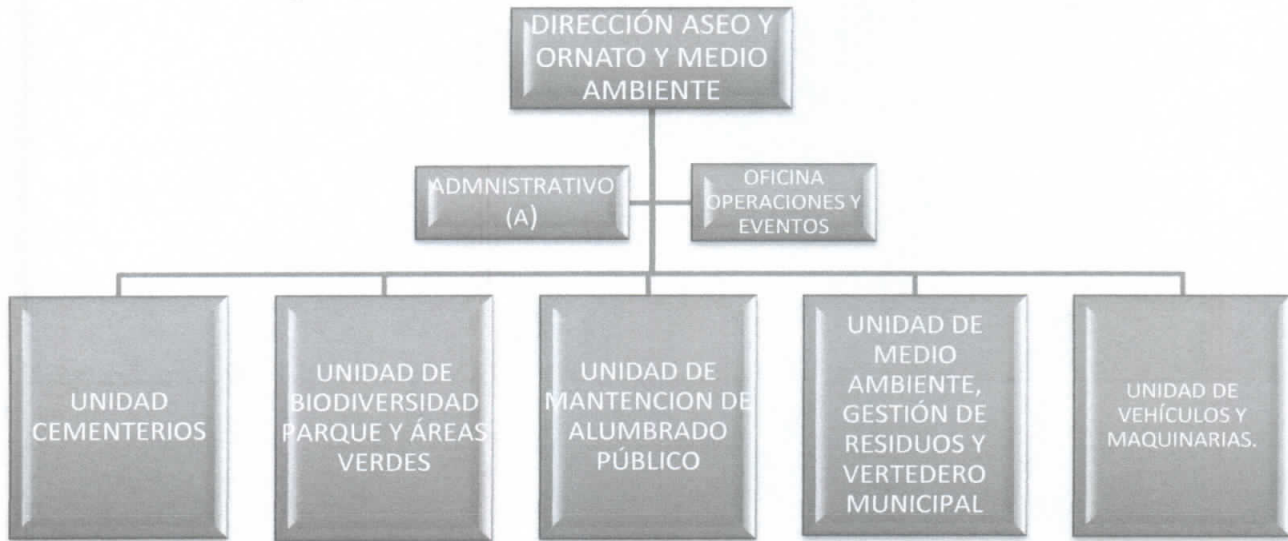 DIRECCIÓN ASEO Y
ORNATO Y MEDIO
AMBIENTE
ADMNISTRATIVO
(A)
OFICINA
OPERACIONES Y
EVENTOS
UNIDAD
CEMENTERIOS
UNIDAD DE
BIODIVERSIDAD
PARQUE Y ÁREAS
VERDES
UNIDAD DE
MANTENCION DE
ALUMBRADO
PÚBLICO
UNIDAD DE
MEDIO
AMBIENTE,
GESTIÓN DE
RESIDUOS Y
VERTEDERO
MUNICIPAL
UNIDAD DE
VEHÍCULOS Y
MAQUINARIAS.